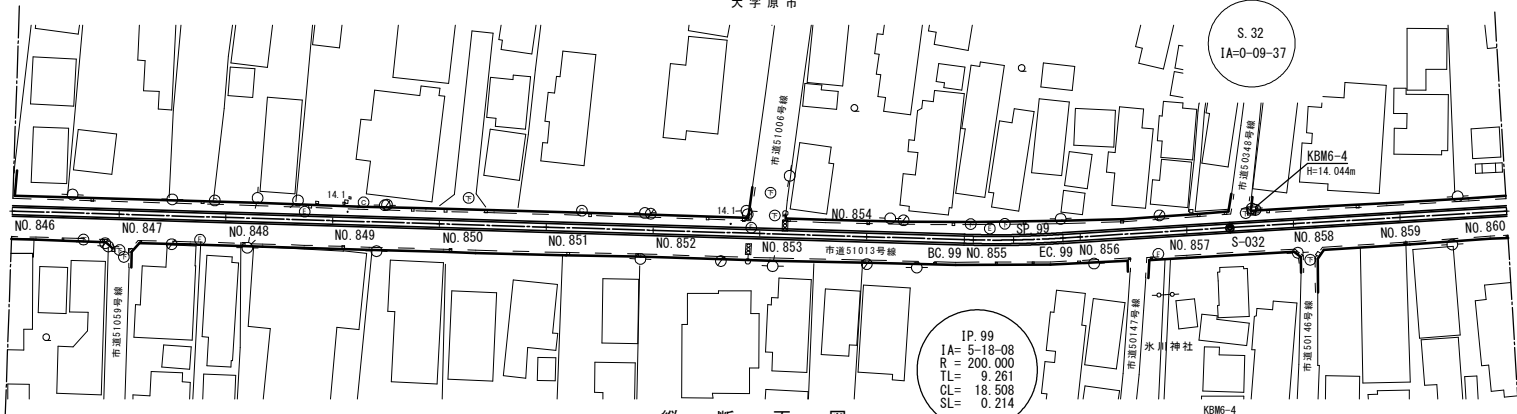 大字原市
S.32
IA=0-09-37
市道51006号線
市道50348号線
KBM6-4
H=14.044m
14.1
14.1
NO.846
NO.847
NO.848
NO.849
NO.850
NO.851
NO.852
NO.853
NO.854
市道51013号線
BC.99
NO.855
SP.99
EC.99
NO.856
NO.857
S-032
NO.858
NO.859
NO.860
市道51059号線
市道50147号線
氷川神社
市道50146号線
IP.99
IA= 5-18-08
R = 200.000
TL= 9.261
CL= 18.508
SL= 0.214
縦断面図
KBM6-4